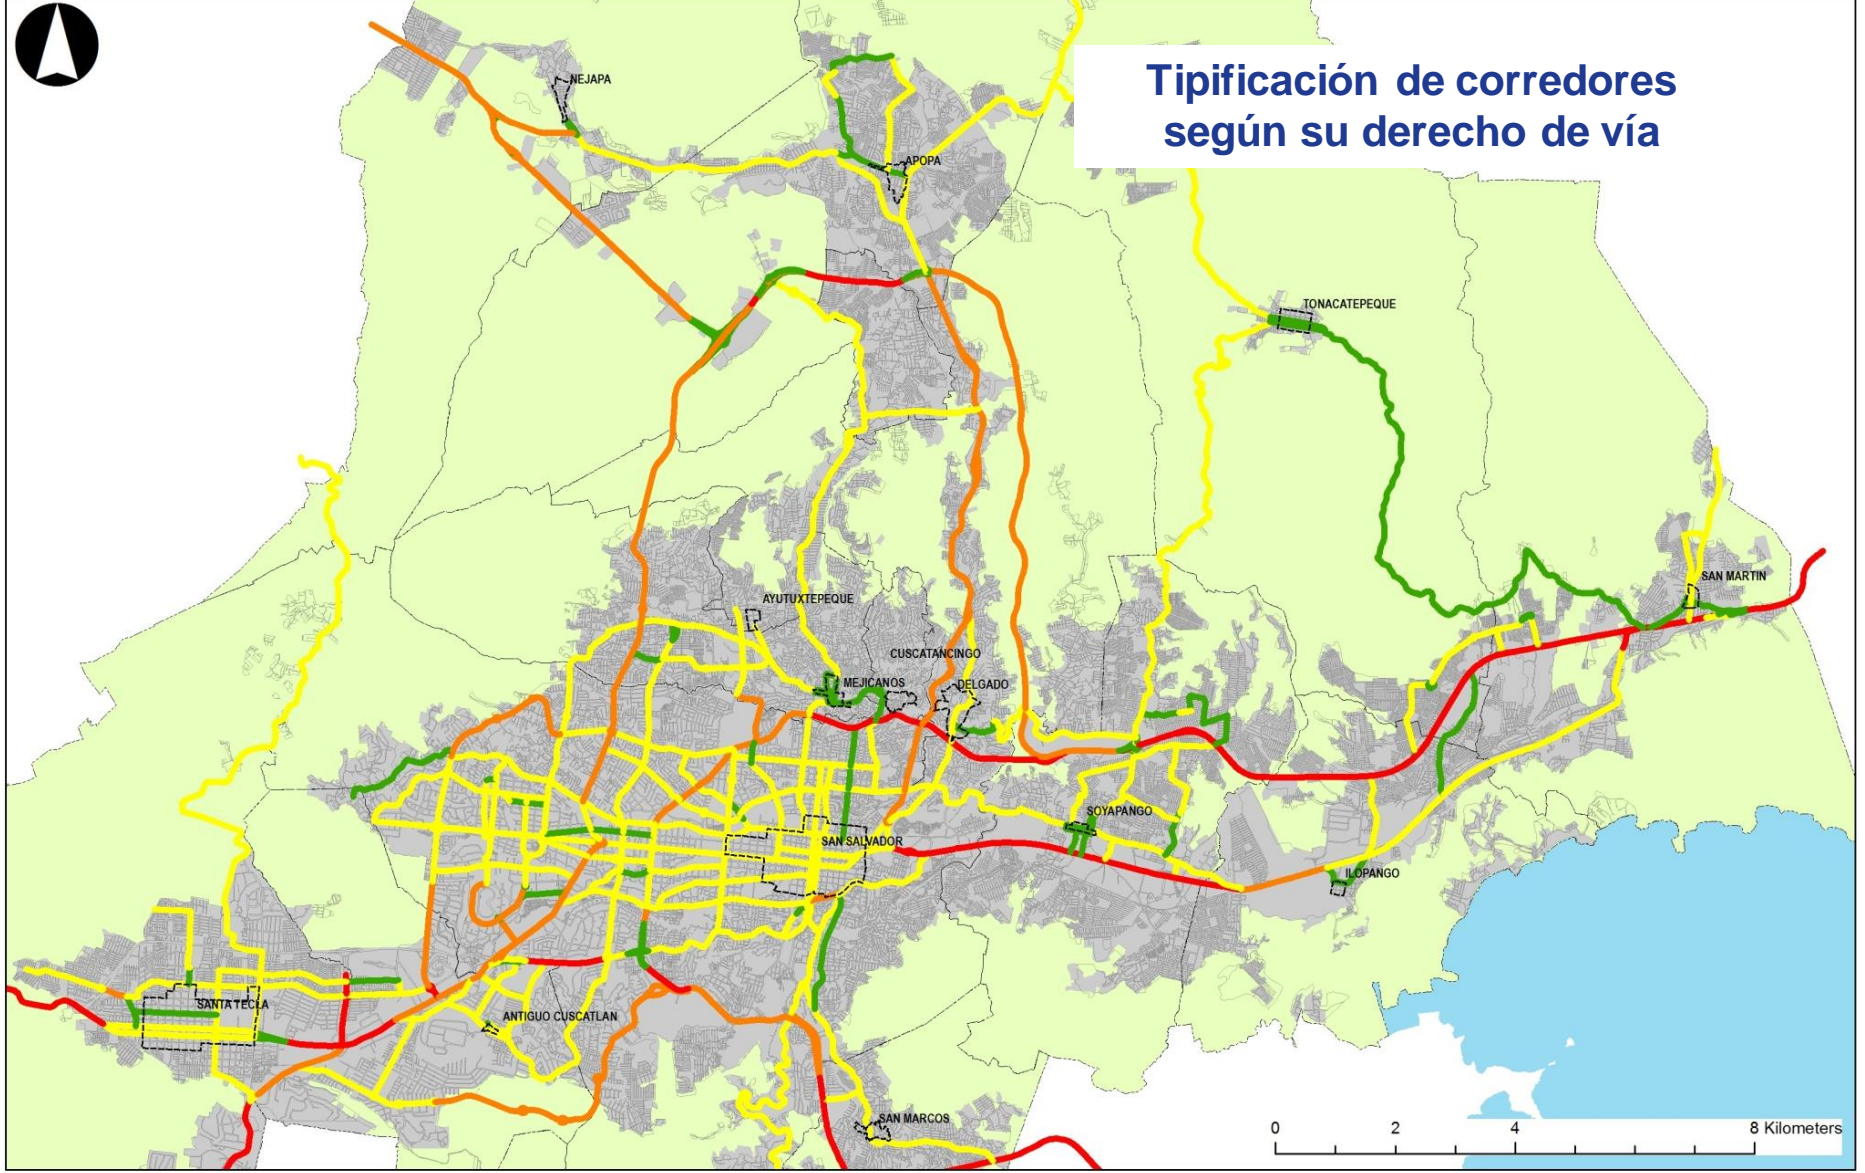 Tipificación de corredores
según su derecho de vía
NEJAPA
APOPA
TONACATEPEQUE
SAN MARTIN
AYUTUXTEPEQUE
CUSCATANCINGO
MEJICANOS
DELGADO
SOYAPANGO
SAN SALVADOR
ILOPANGO
SANTA TECLA
ANTIGUO CUSCATLAN
SAN MARCOS
0 2 4 8 Kilometers